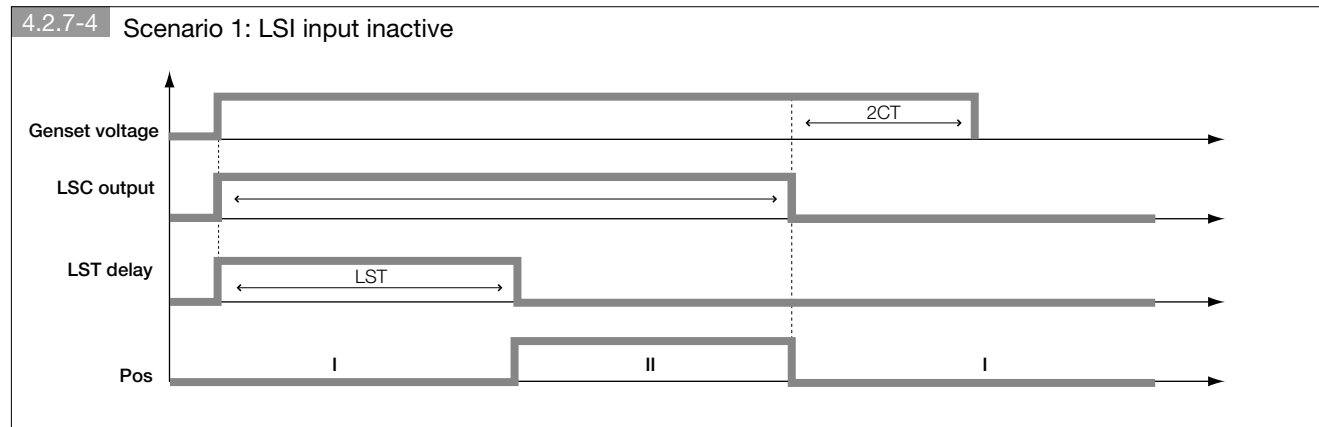 4.2.7-4 Scenario 1: LSI input inactive
Genset voltage
2CT
LSC output
LST delay
LST
Pos
I
II
I